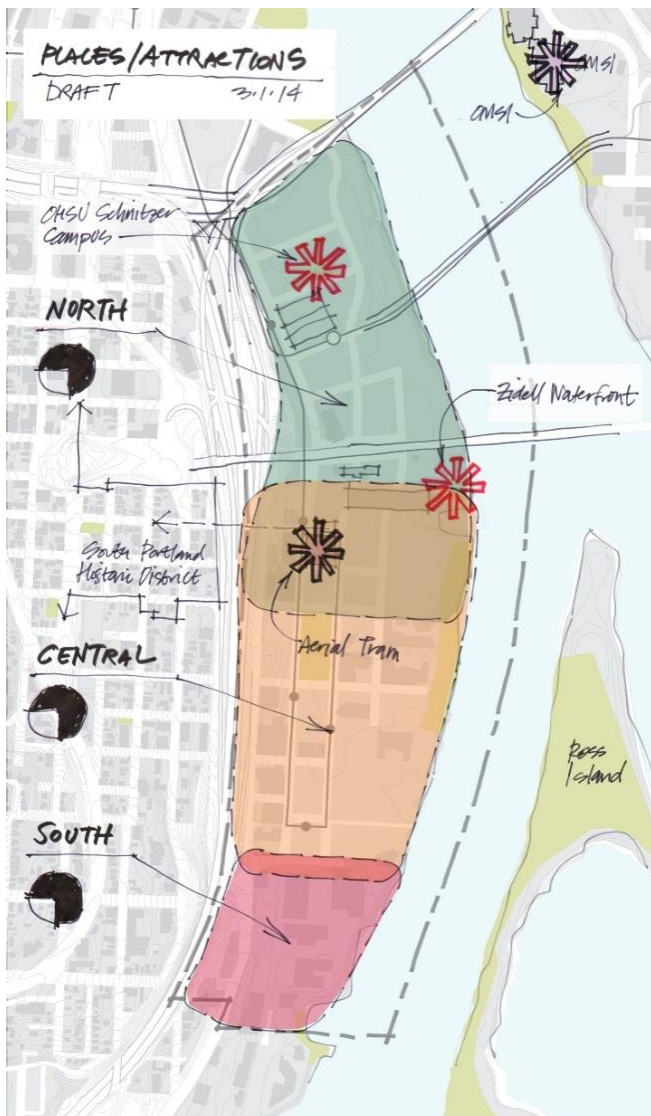 PLACES/ATTRACTIONS
DRAFT 3.1.14
OMSI
OMSI
OHSU Schnitzer
Campus
NORTH
Zidell Waterfront
South Portland
Historic District
Aerial Tram
CENTRAL
Ross
Island
SOUTH